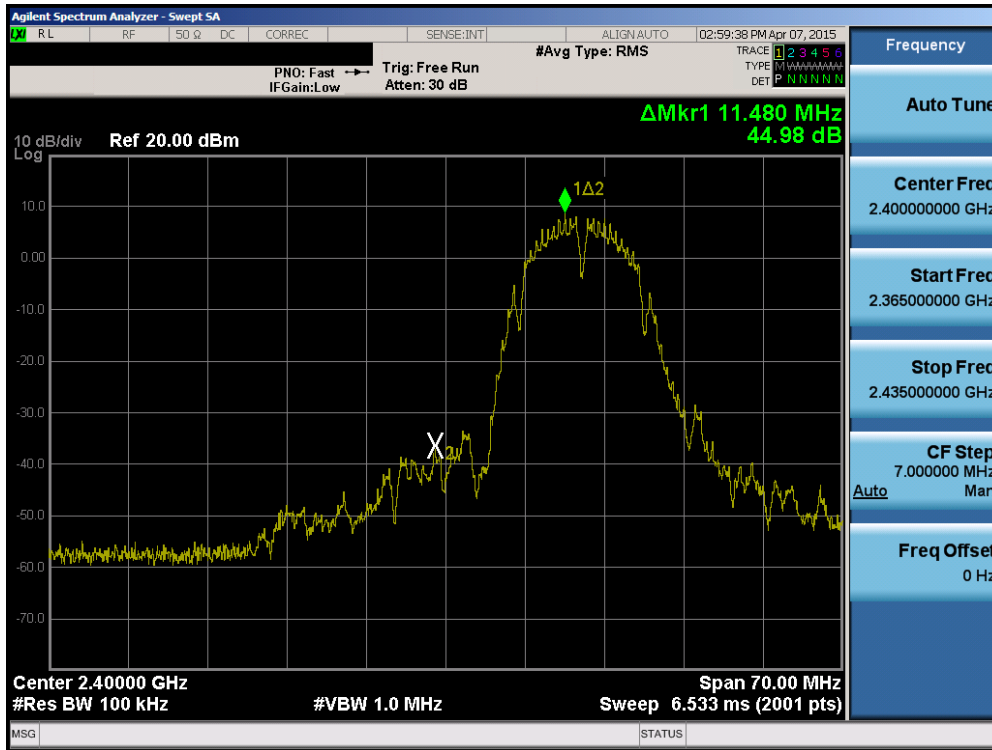 Agilent Spectrum Analyzer - Swept SA
LXI RL RF 50 Ω DC CORREC SENSE:INT ALIGN AUTO 02:59:38 PM Apr 07, 2015
#Avg Type: RMS TRACE 1 2 3 4 5 6
PNO: Fast Trig: Free Run TYPE M WWWWW
IFGain:Low Atten: 30 dB DET P N N N N N
ΔMkr1 11.480 MHz
44.98 dB
10 dB/div Ref 20.00 dBm
Log
1Δ2
10.0
0.00
-10.0
-20.0
-30.0
2
-40.0
-50.0
-60.0
-70.0
Center 2.40000 GHz Span 70.00 MHz
#Res BW 100 kHz #VBW 1.0 MHz Sweep 6.533 ms (2001 pts)
MSG STATUS
Frequency
Auto Tune
Center Freq
2.400000000 GHz
Start Freq
2.365000000 GHz
Stop Freq
2.435000000 GHz
CF Step
7.000000 MHz
Auto Man
Freq Offset
0 Hz